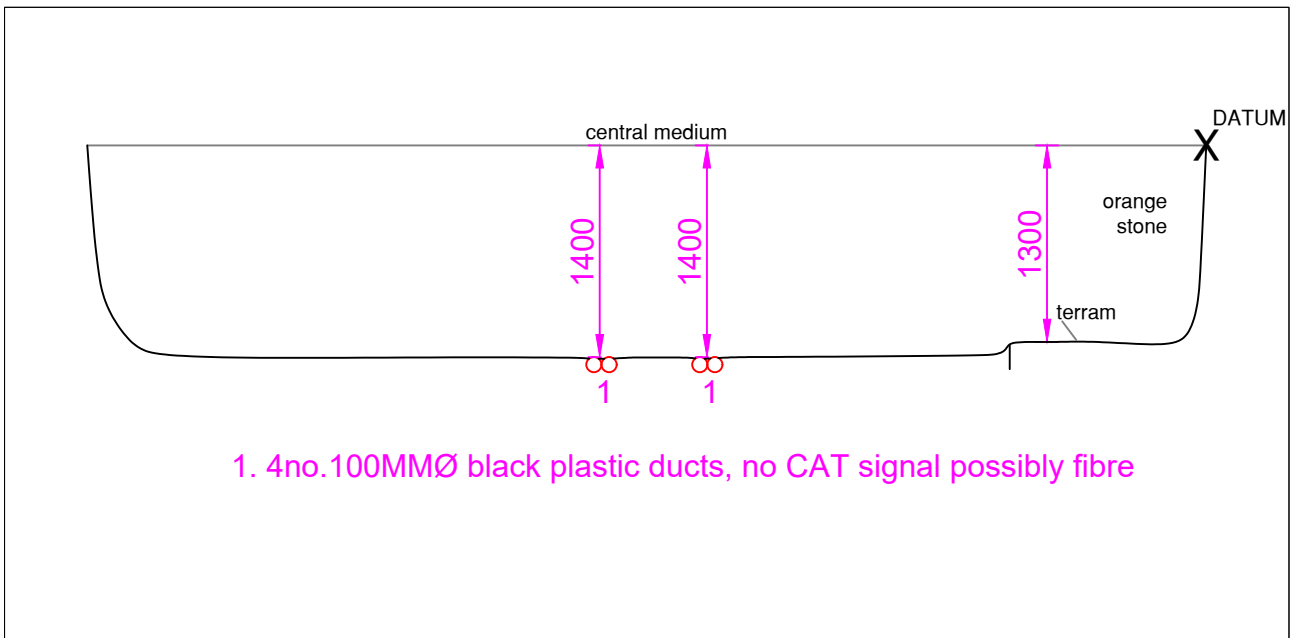 DATUM
central medium
X
1400
1400
1300
orange
stone
terram
1
1
1. 4no.100MMØ black plastic ducts, no CAT signal possibly fibre